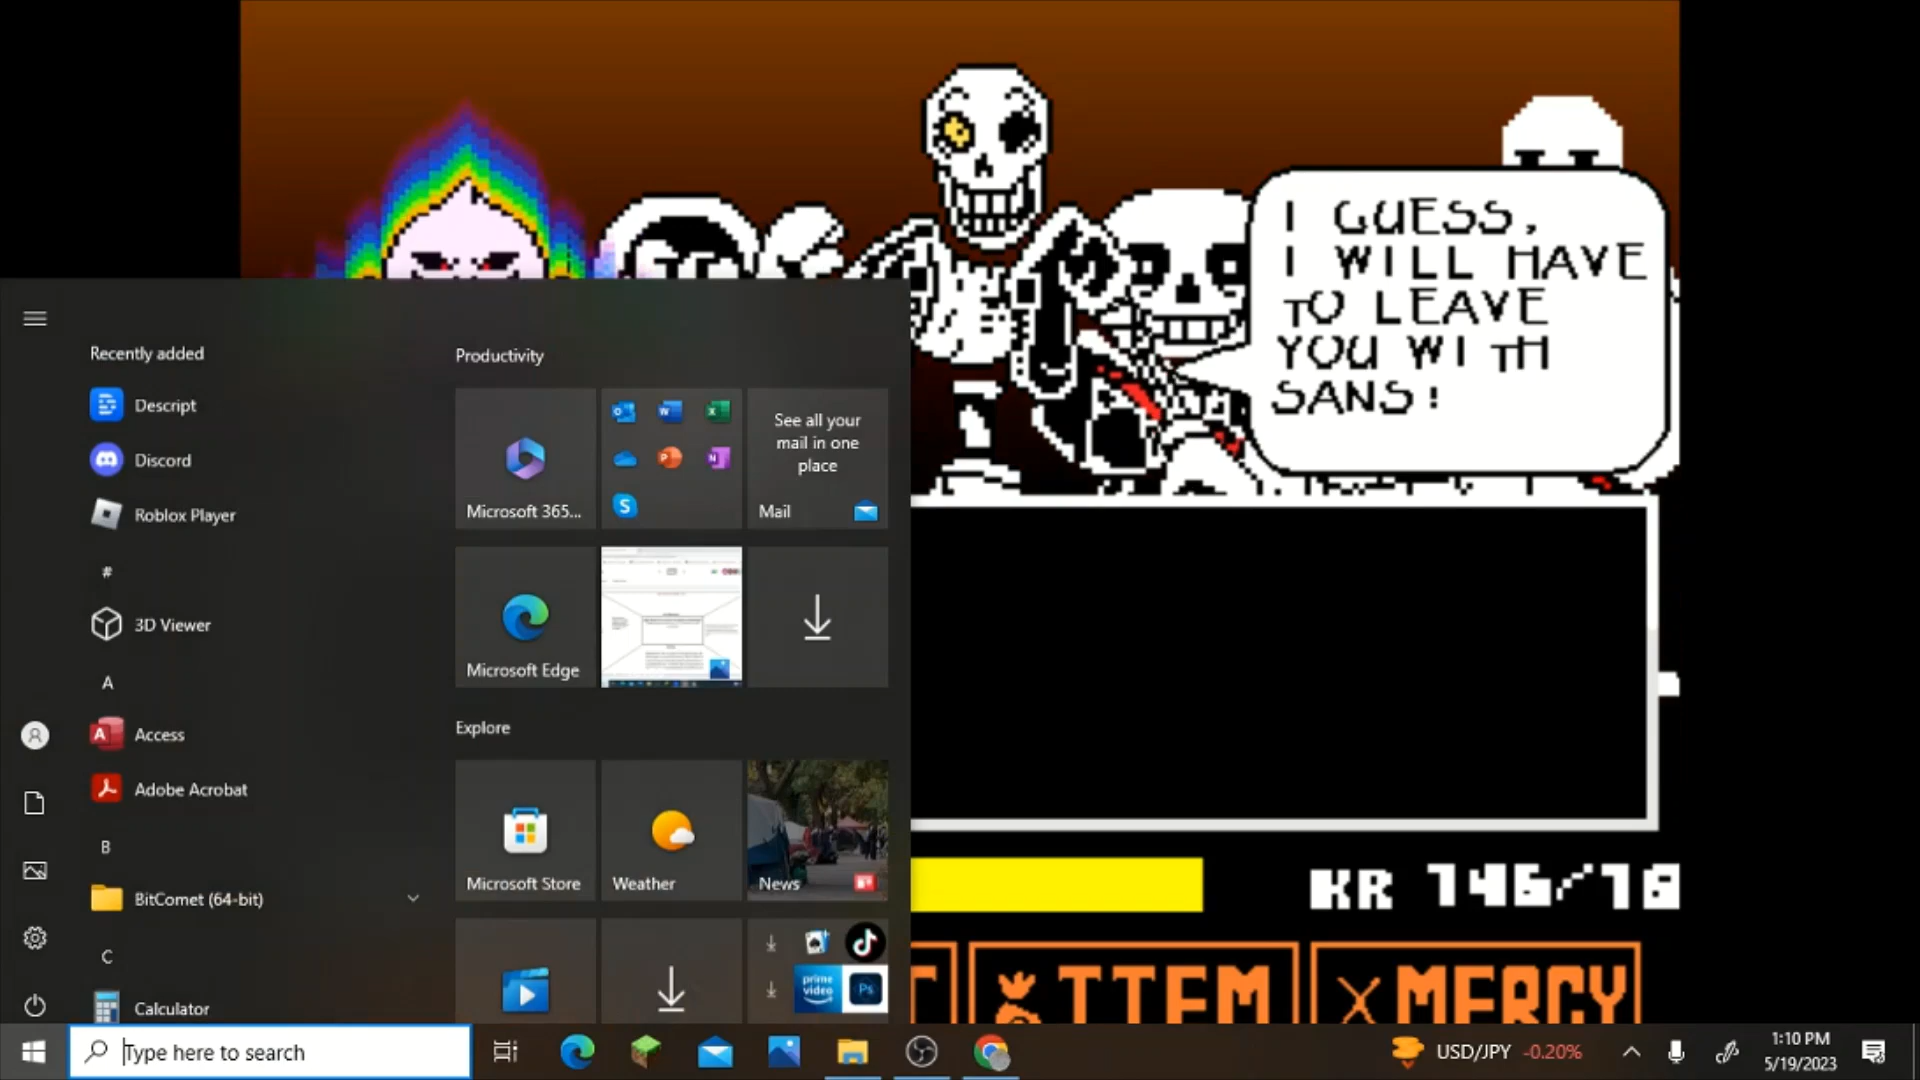 I GUESS,
I WILL HAVE
TO LEAVE
YOU WITH
SANS!
Recently added
Descript
Discord
Roblox Player
#
3D Viewer
A
Access
Adobe Acrobat
B
BitComet (64-bit)
C
Calculator
Productivity
Microsoft 365...
See all your
mail in one
place
Mail
Microsoft Edge
Explore
Microsoft Store
Weather
News
prime
video
Ps
KR 146/78
ITEM
MERCY
Type here to search
USD/JPY -0.20%
1:10 PM
5/19/2023